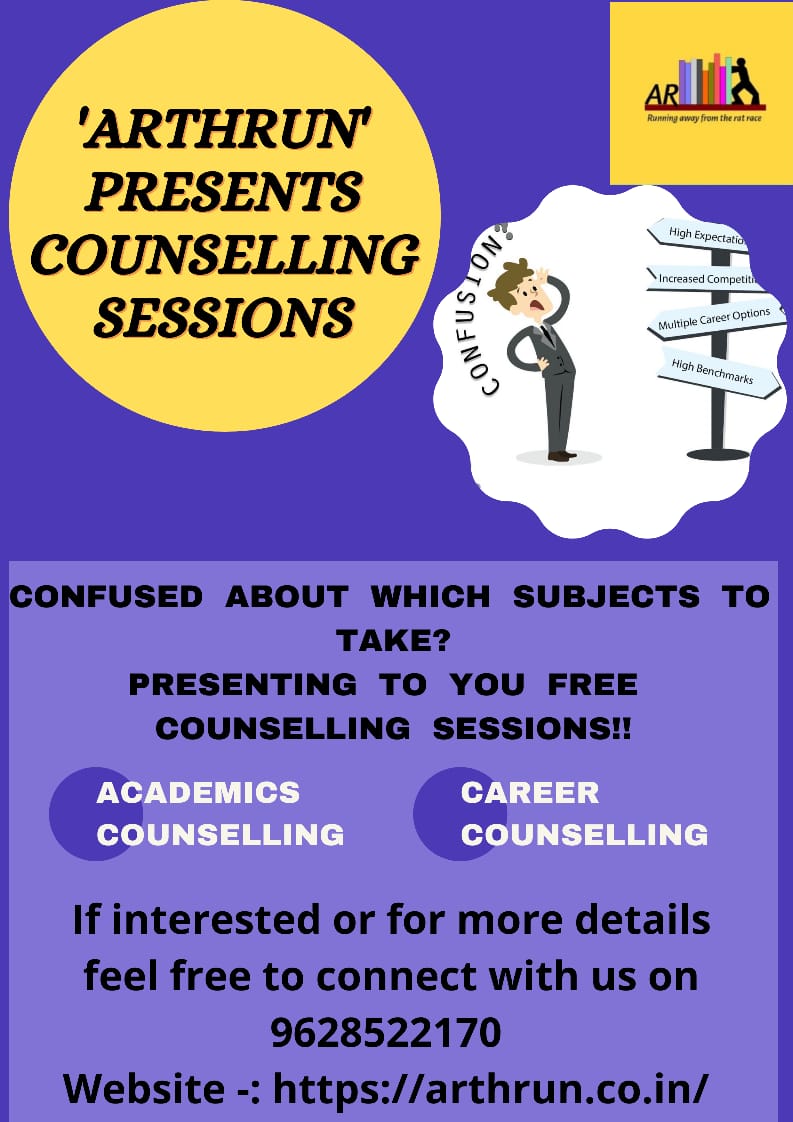 'ARTHRUN'
PRESENTS
COUNSELLING
SESSIONS
AR
Running away from the rat race
CONFUSION?
High Expectatio
Increased Competiti
Multiple Career Options
High Benchmarks
CONFUSED ABOUT WHICH SUBJECTS TO
TAKE?
PRESENTING TO YOU FREE
COUNSELLING SESSIONS!!
ACADEMICS
COUNSELLING
CAREER
COUNSELLING
If interested or for more details
feel free to connect with us on
9628522170
Website -: https://arthrun.co.in/